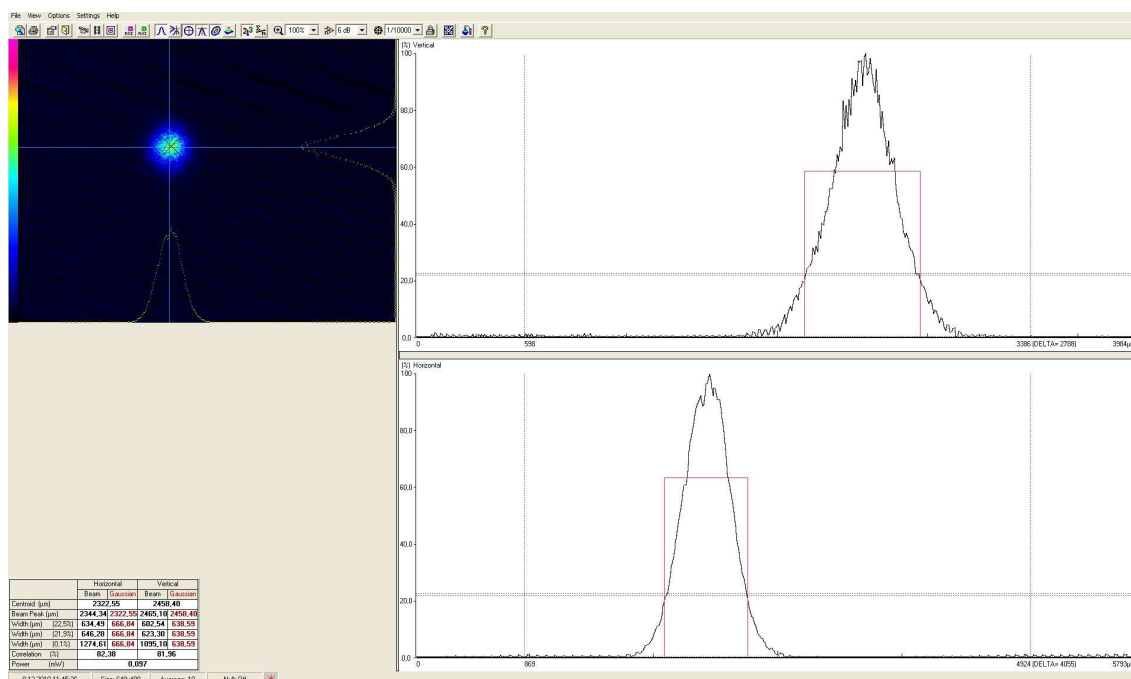 File View Options Settings Help
100% 6 dB 1/10000
(%) Vertical
100
80,0
60,0
40,0
20,0
0,0
0 598 3386 (DELTA= 2788) 3984µ
(%) Horizontal
100
80,0
60,0
40,0
20,0
0,0
0 869 4924 (DELTA= 4055) 5793µ
Horizontal Vertical
Beam Gaussian Beam Gaussian
Centroid (µm) 2322,55 2458,40
Beam Peak (µm) 2344,34 2322,55 2465,10 2458,40
Width (µm) (22,5%) 634,49 666,84 602,54 638,59
Width (µm) (21,9%) 646,28 666,84 623,30 638,59
Width (µm) (0,1%) 1274,61 666,84 1095,10 638,59
Correlation (%) 82,38 81,96
Power (mW) 0,097